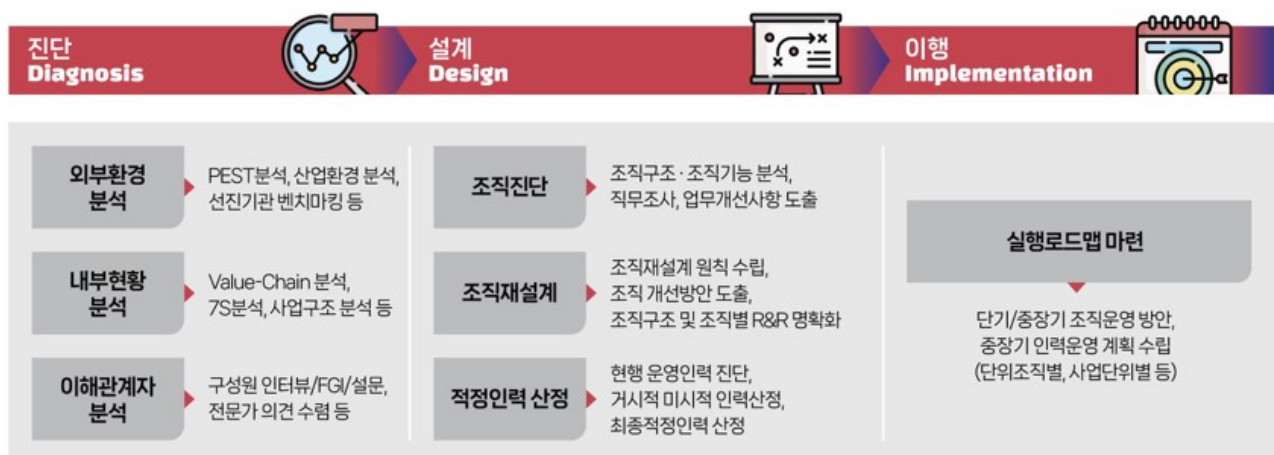 진단
Diagnosis
설계
Design
이행
Implementation
외부환경
분석
PEST분석, 산업환경 분석,
선진기관 벤치마킹 등
내부현황
분석
Value-Chain 분석,
7S분석, 사업구조 분석 등
이해관계자
분석
구성원 인터뷰/FGI/설문,
전문가 의견 수렴 등
조직진단
조직구조 · 조직기능 분석,
직무조사, 업무개선사항 도출
조직재설계
조직재설계 원칙 수립,
조직 개선방안 도출,
조직구조 및 조직별 R&R 명확화
적정인력 산정
현행 운영인력 진단,
거시적 미시적 인력산정,
최종적정인력 산정
실행로드맵 마련
단기/중장기 조직운영 방안,
중장기 인력운영 계획 수립
(단위조직별, 사업단위별 등)